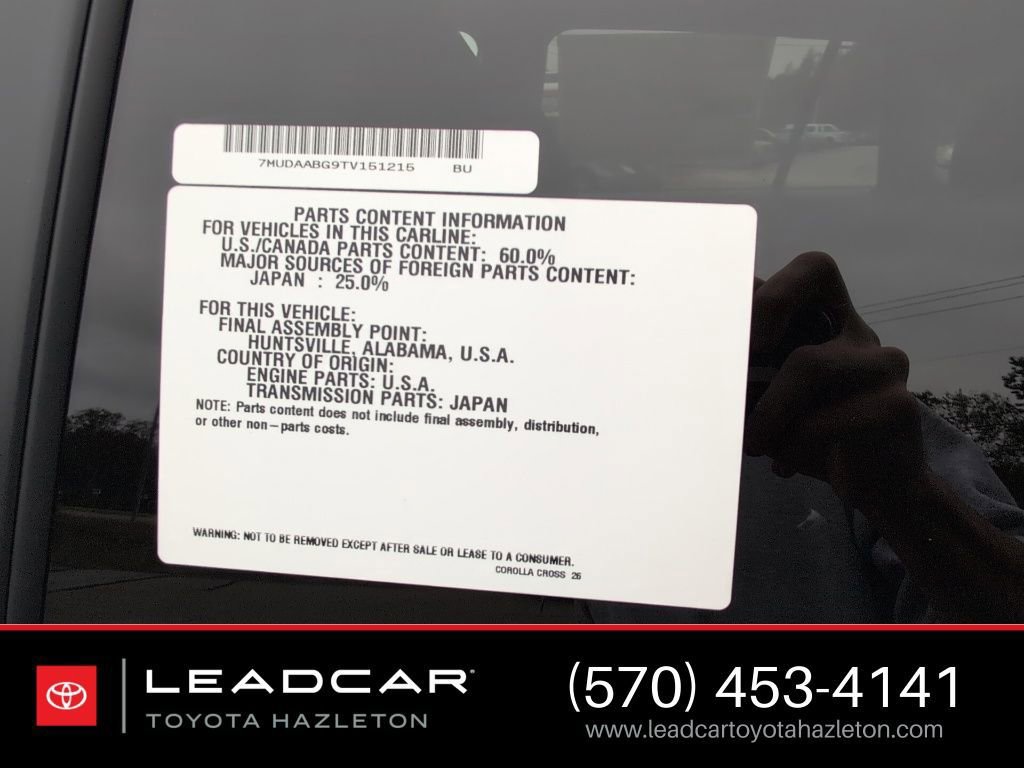 7MUDAABG9TV151215 BU
PARTS CONTENT INFORMATION
FOR VEHICLES IN THIS CARLINE:
U.S./CANADA PARTS CONTENT: 60.0%
MAJOR SOURCES OF FOREIGN PARTS CONTENT:
JAPAN : 25.0%
FOR THIS VEHICLE:
FINAL ASSEMBLY POINT:
HUNTSVILLE, ALABAMA, U.S.A.
COUNTRY OF ORIGIN:
ENGINE PARTS: U.S.A.
TRANSMISSION PARTS: JAPAN
NOTE: Parts content does not include final assembly, distribution,
or other non-parts costs.
WARNING: NOT TO BE REMOVED EXCEPT AFTER SALE OR LEASE TO A CONSUMER.
COROLLA CROSS 26
LEADCAR
TOYOTA HAZLETON
(570) 453-4141
www.leadcartoyotahazleton.com